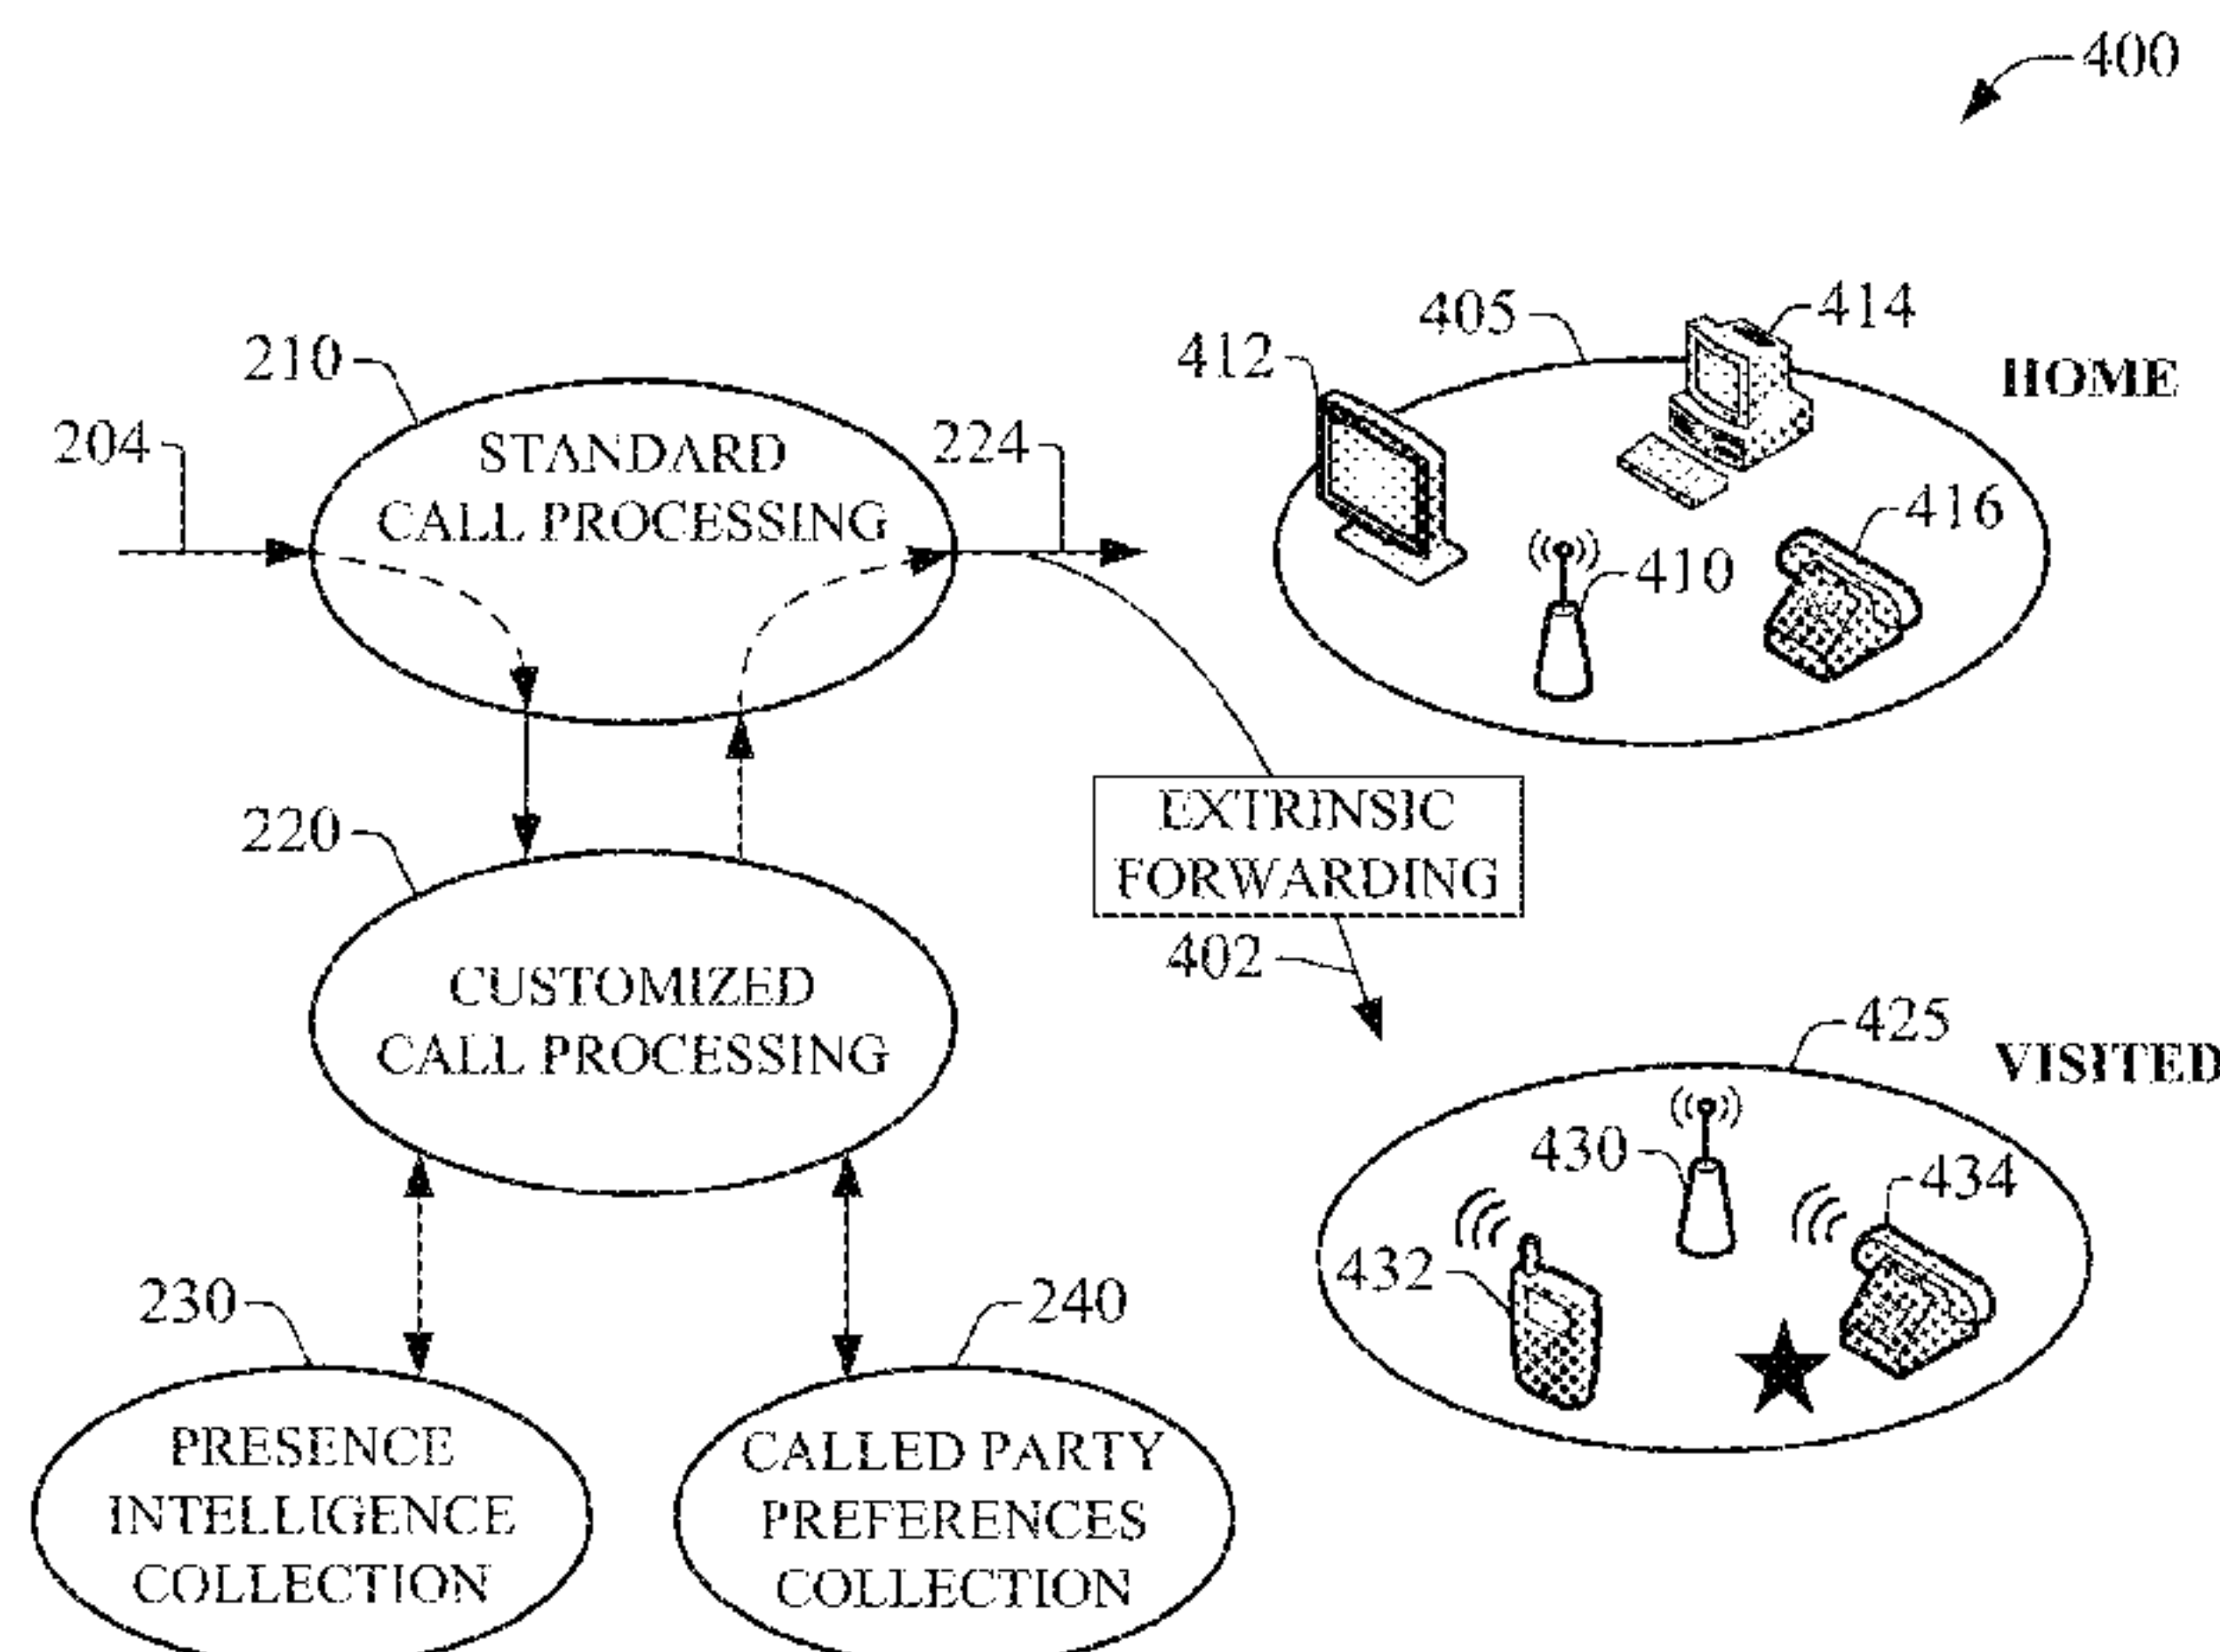 400
405
414
412
HOME
210
204
STANDARD
CALL PROCESSING
224
416
410
220
EXTRINSIC
FORWARDING
402
CUSTOMIZED
CALL PROCESSING
425
VISITED
430
434
432
230
240
PRESENCE
INTELLIGENCE
COLLECTION
CALLED PARTY
PREFERENCES
COLLECTION